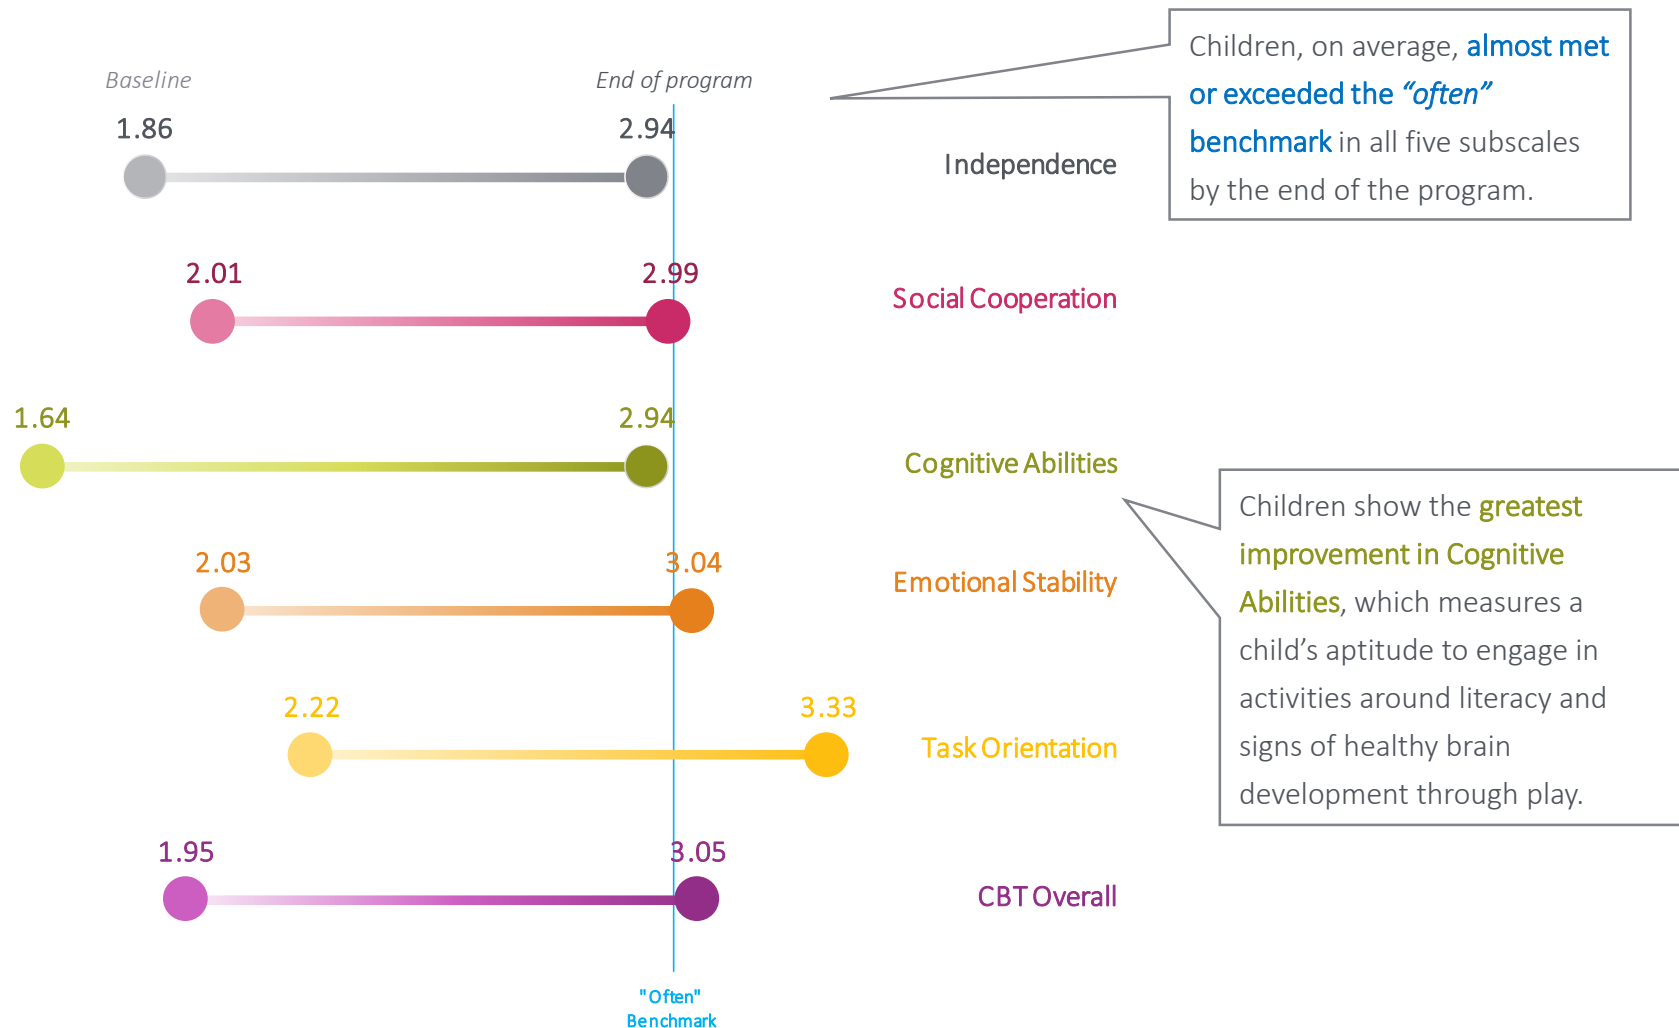 Baseline
End of program
1.86
2.94
Independence
Children, on average, almost met
or exceeded the “often”
benchmark in all five subscales
by the end of the program.
2.01
2.99
Social Cooperation
1.64
2.94
Cognitive Abilities
Children show the greatest
improvement in Cognitive
Abilities, which measures a
child’s aptitude to engage in
activities around literacy and
signs of healthy brain
development through play.
2.03
3.04
Emotional Stability
2.22
3.33
Task Orientation
1.95
3.05
CBT Overall
"Often"
Benchmark